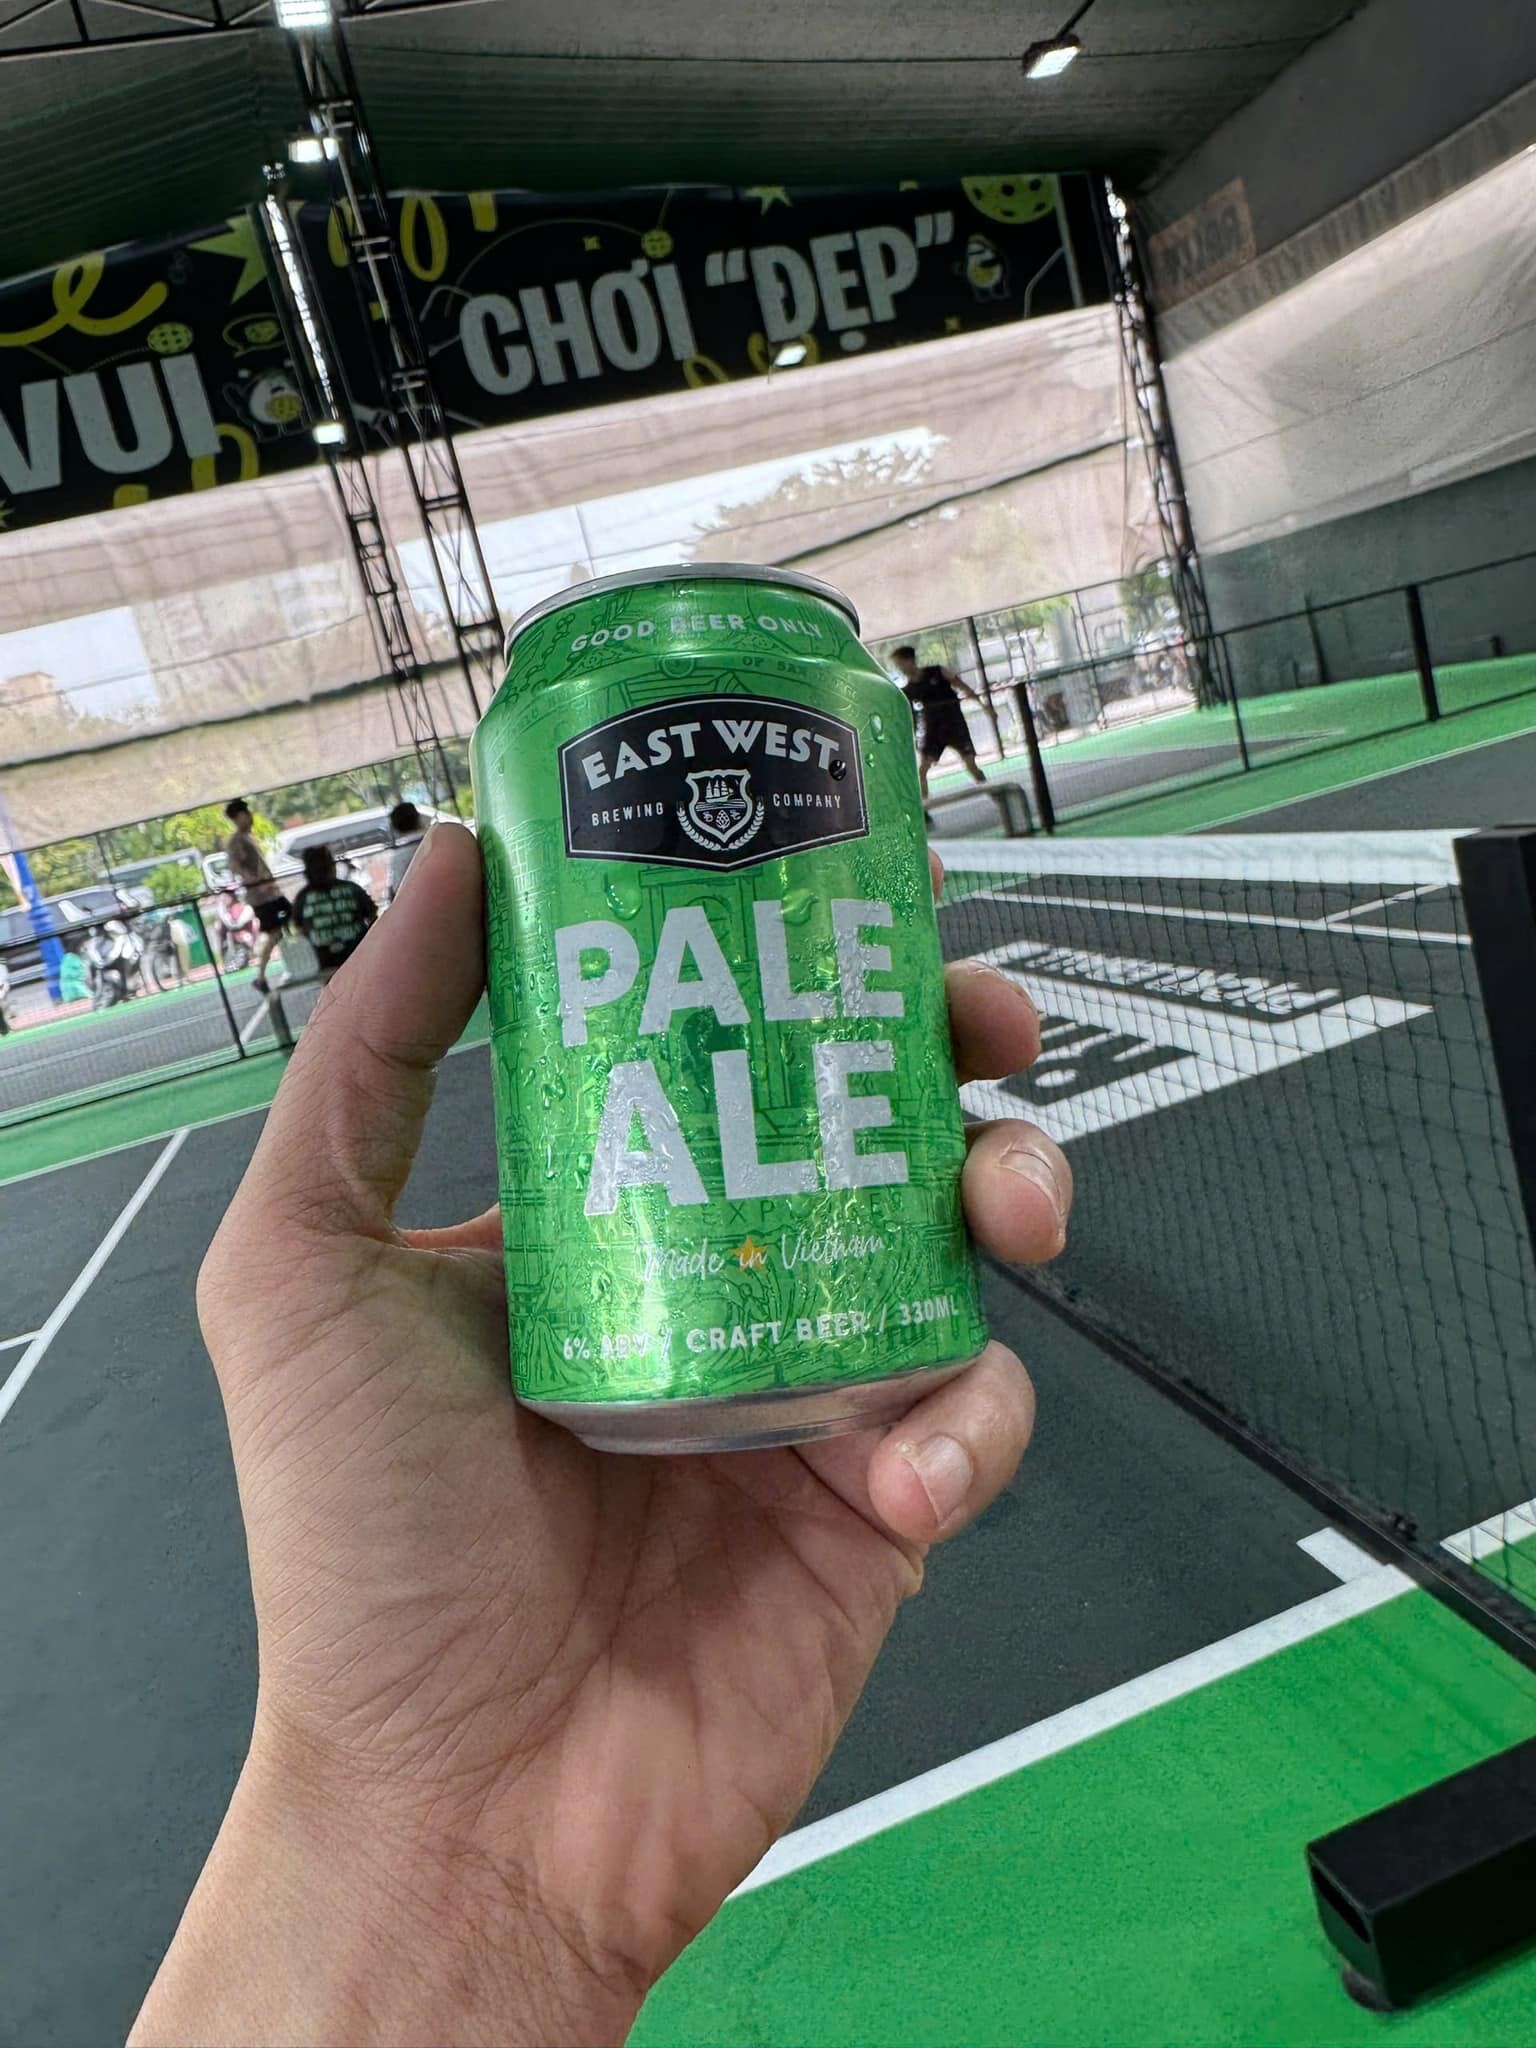 VUI
CHƠI "ĐẸP"
GOOD BEER ONLY
EAST WEST
BREWING COMPANY
PALE
ALE
Made in Vietnam
6% ABV / CRAFT BEER / 330ML